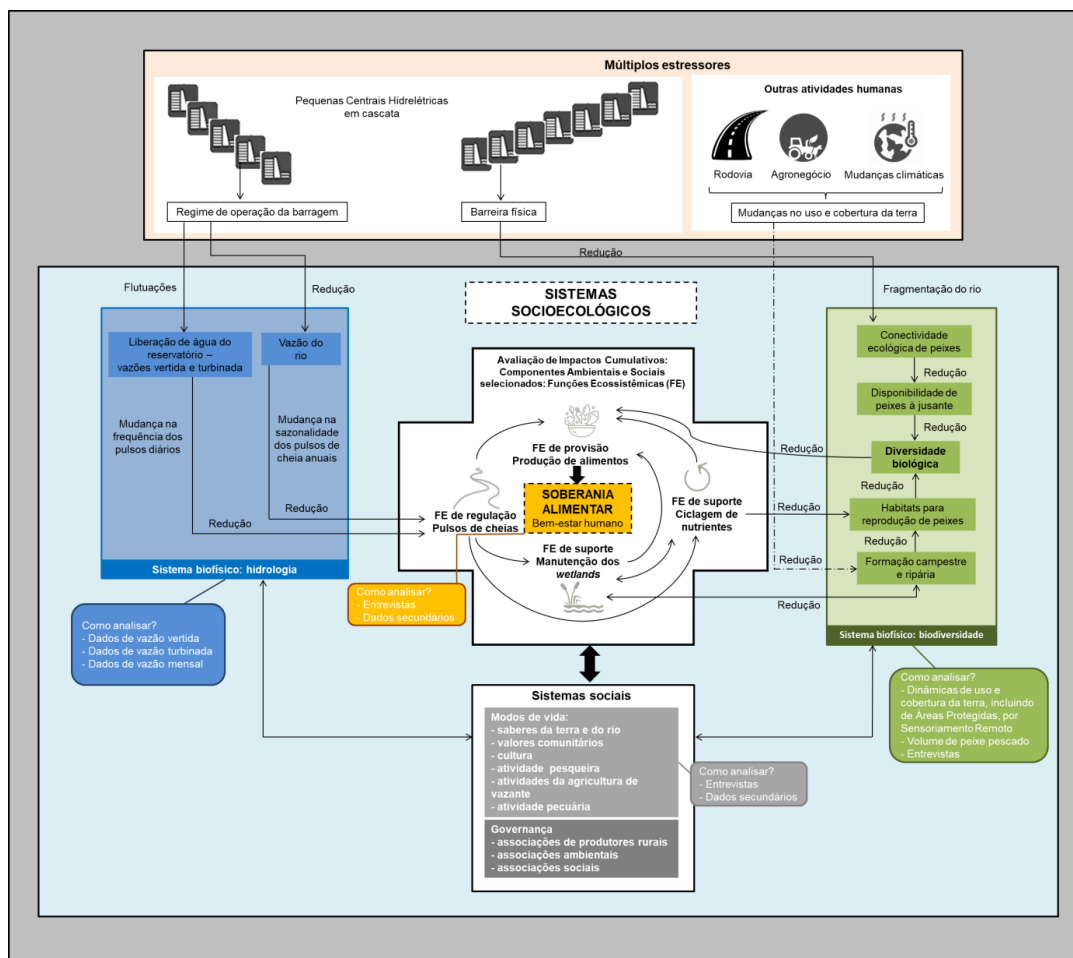 Múltiplos estressores
Pequenas Centrais Hidrelétricas
em cascata
Outras atividades humanas
Rodovia
Agronegócio
Mudanças climáticas
Regime de operação da barragem
Barreira física
Mudanças no uso e cobertura da terra
Redução
Flutuações
Redução
Fragmentação do rio
SISTEMAS
SOCIOECOLÓGICOS
Liberação de água do
reservatório –
vazões vertida e turbinada
Vazão do
rio
Mudança na
frequência dos
pulsos diários
Mudança na
sazonalidade
dos pulsos de
cheia anuais
Redução
Redução
Sistema biofísico: hidrologia
Como analisar?
- Dados de vazão vertida
- Dados de vazão turbinada
- Dados de vazão mensal
Avaliação de Impactos Cumulativos:
Componentes Ambientais e Sociais
selecionados: Funções Ecossistêmicas (FE)
FE de provisão
Produção de alimentos
SOBERANIA
ALIMENTAR
Bem-estar humano
FE de regulação
Pulsos de cheias
FE de suporte
Ciclagem de
nutrientes
FE de suporte
Manutenção dos
wetlands
Como analisar?
- Entrevistas
- Dados secundários
Redução
Redução
Redução
Conectividade
ecológica de peixes
Redução
Disponibilidade de
peixes à jusante
Redução
Diversidade
biológica
Redução
Habitats para
reprodução de peixes
Redução
Formação campestre
e ripária
Redução
Sistema biofísico: biodiversidade
Como analisar?
- Dinâmicas de uso e
cobertura da terra, incluindo
de Áreas Protegidas, por
Sensoriamento Remoto
- Volume de peixe pescado
- Entrevistas
Sistemas sociais
Modos de vida:
- saberes da terra e do rio
- valores comunitários
- cultura
- atividade pesqueira
- atividades da agricultura de
vazante
- atividade pecuária
Como analisar?
- Entrevistas
- Dados secundários
Governança
- associações de produtores rurais
- associações ambientais
- associações sociais